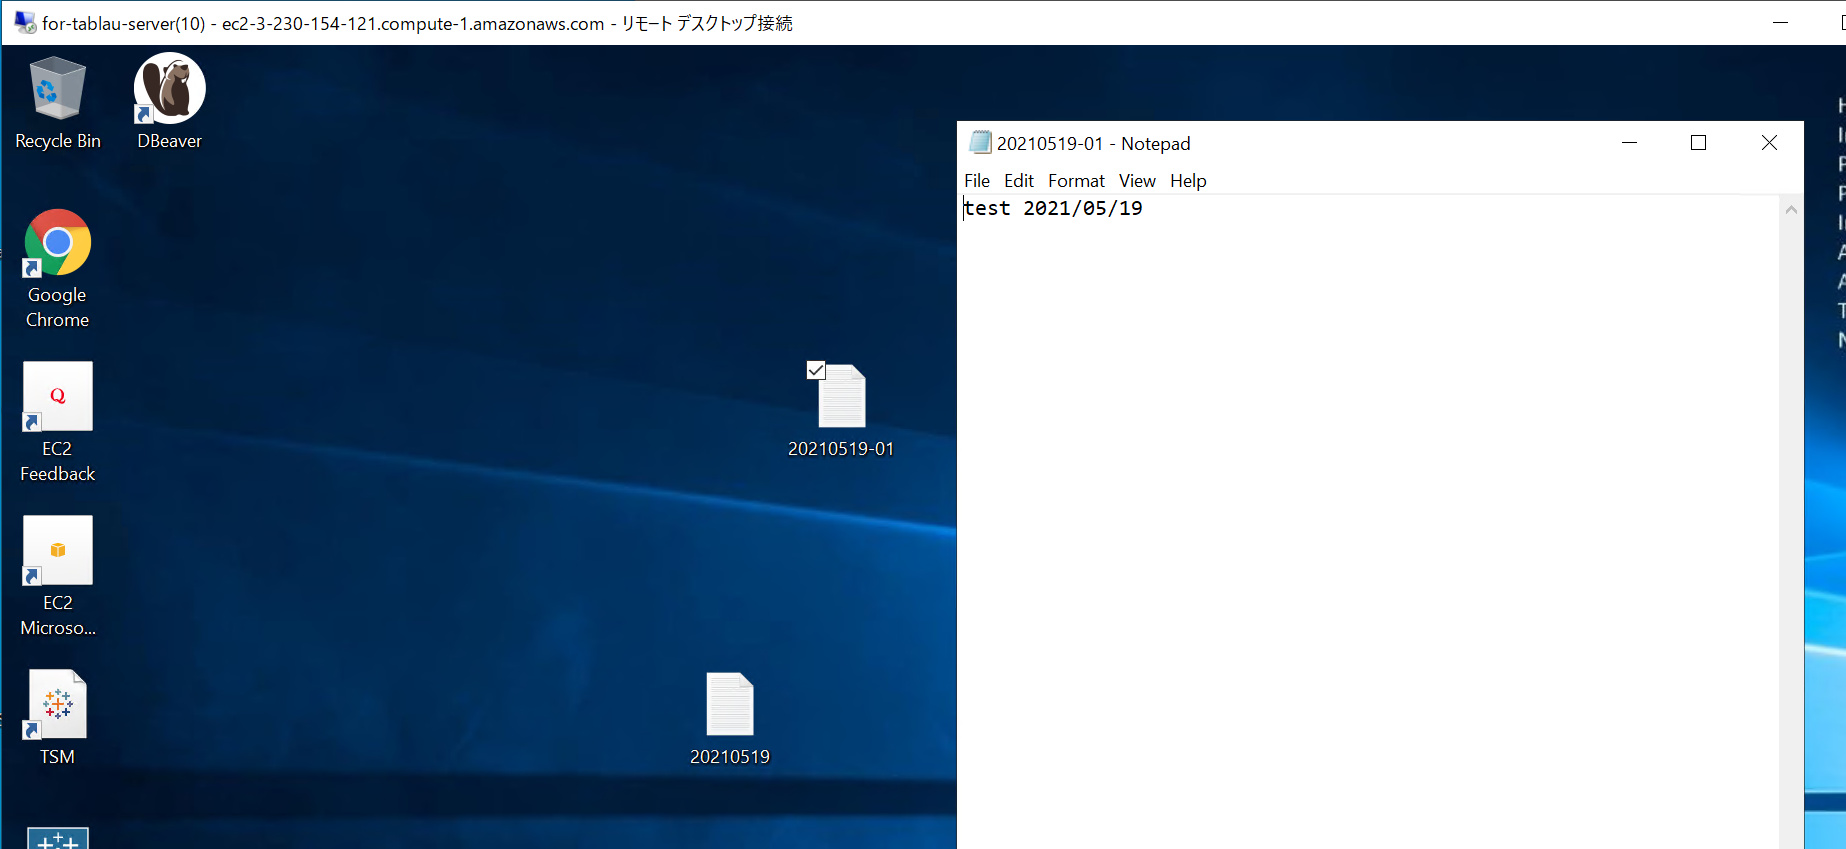 for-tablau-server(10) - ec2-3-230-154-121.compute-1.amazonaws.com - リモート デスクトップ接続
Recycle Bin
DBeaver
Google
Chrome
EC2
Feedback
EC2
Microso...
TSM
20210519-01
20210519
20210519-01 - Notepad
File Edit Format View Help
test 2021/05/19